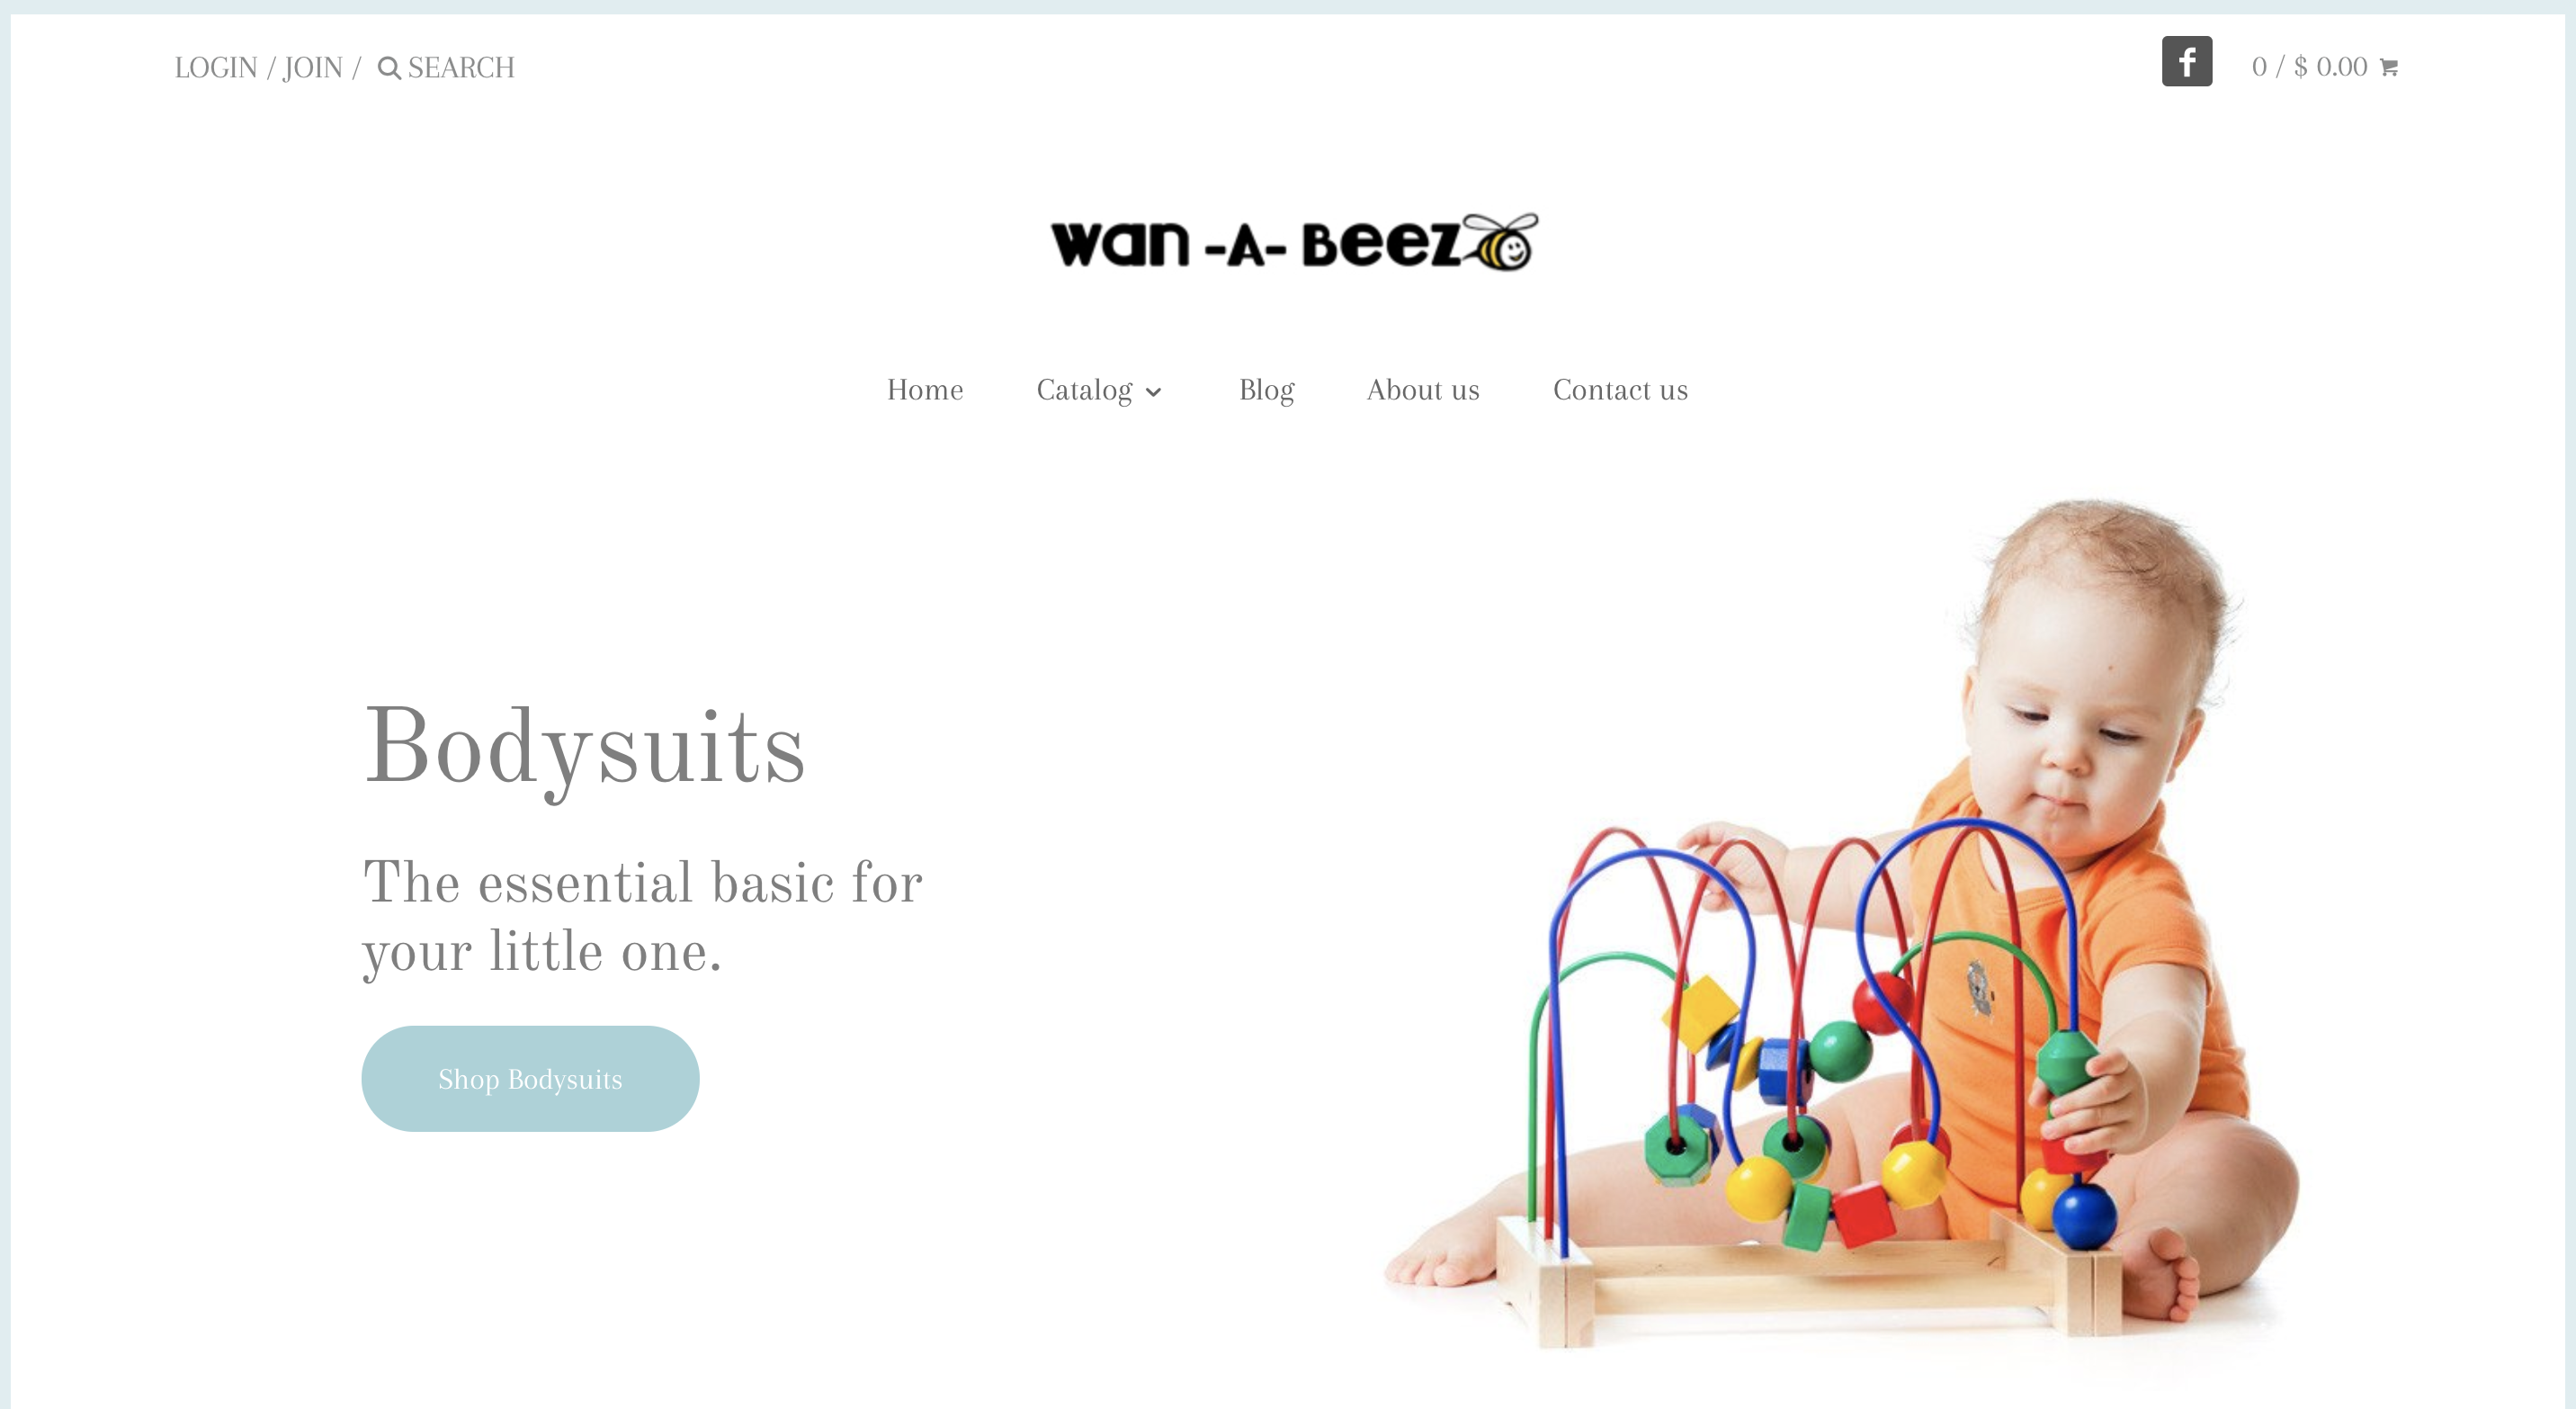 LOGIN / JOIN / SEARCH
0 / $ 0.00
wan -A- Beez
Home Catalog Blog About us Contact us
Bodysuits
The essential basic for
your little one.
Shop Bodysuits